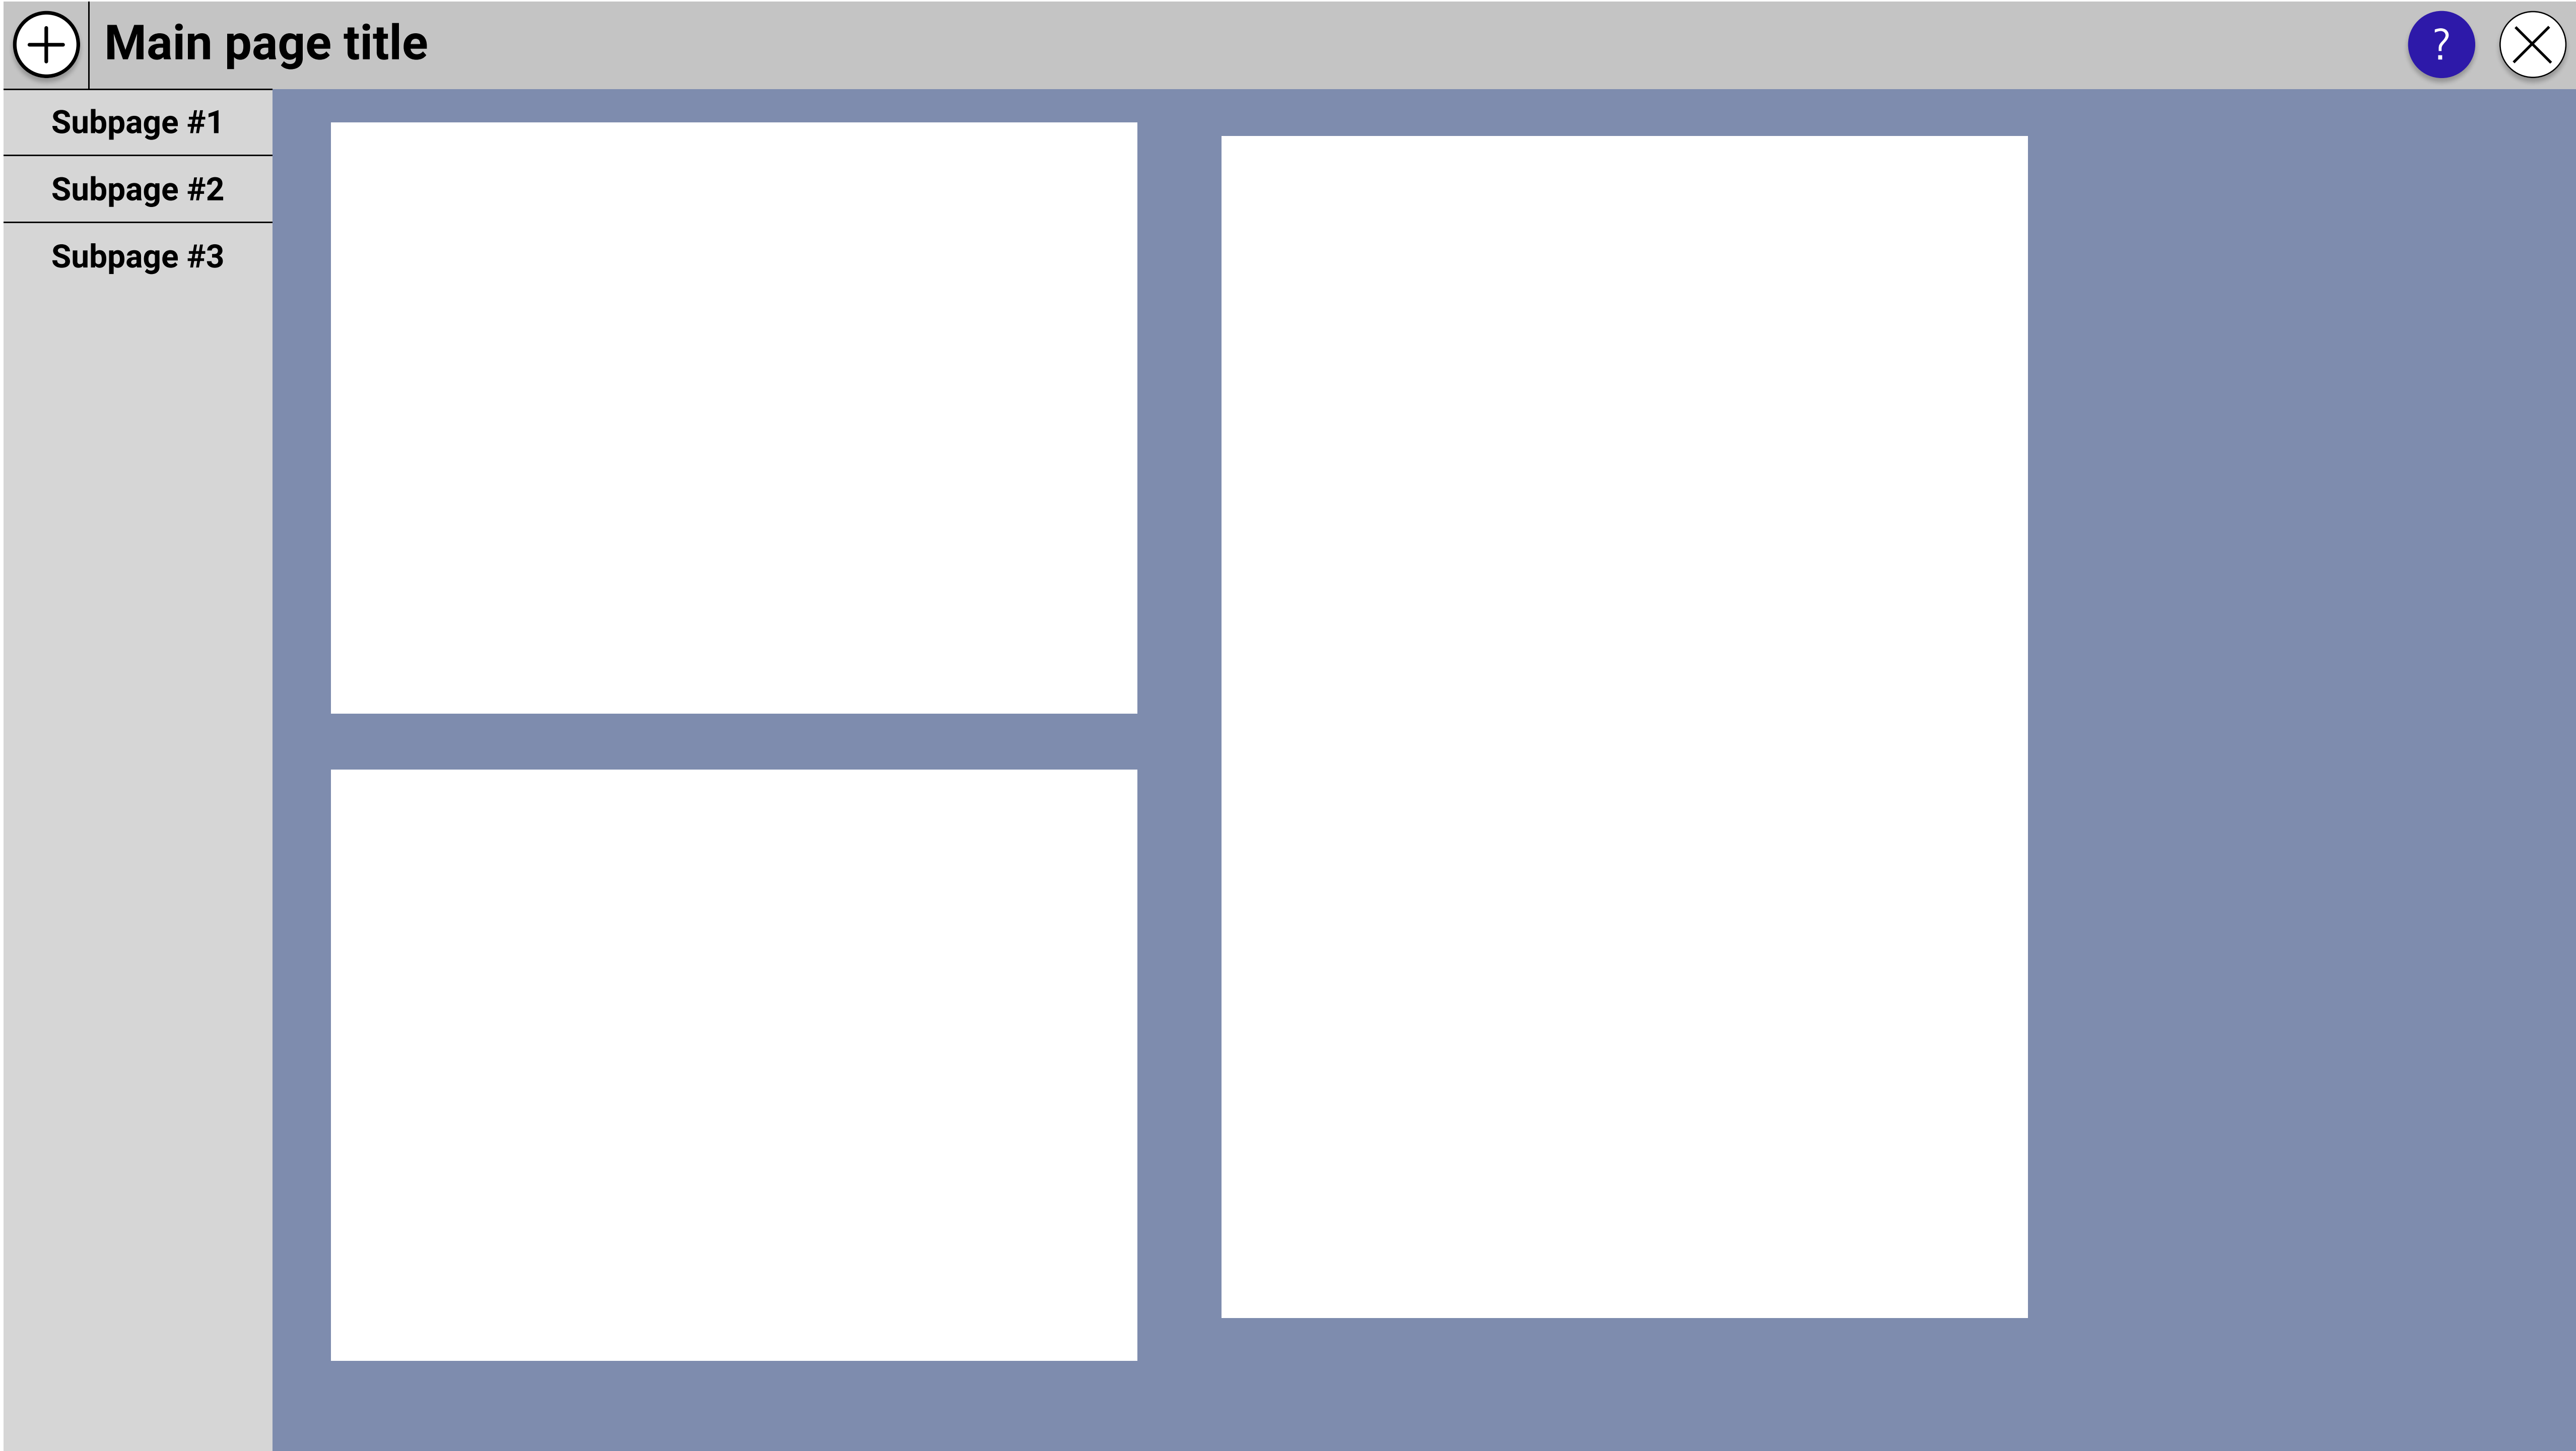 Main page title
?
Subpage #1
Subpage #2
Subpage #3